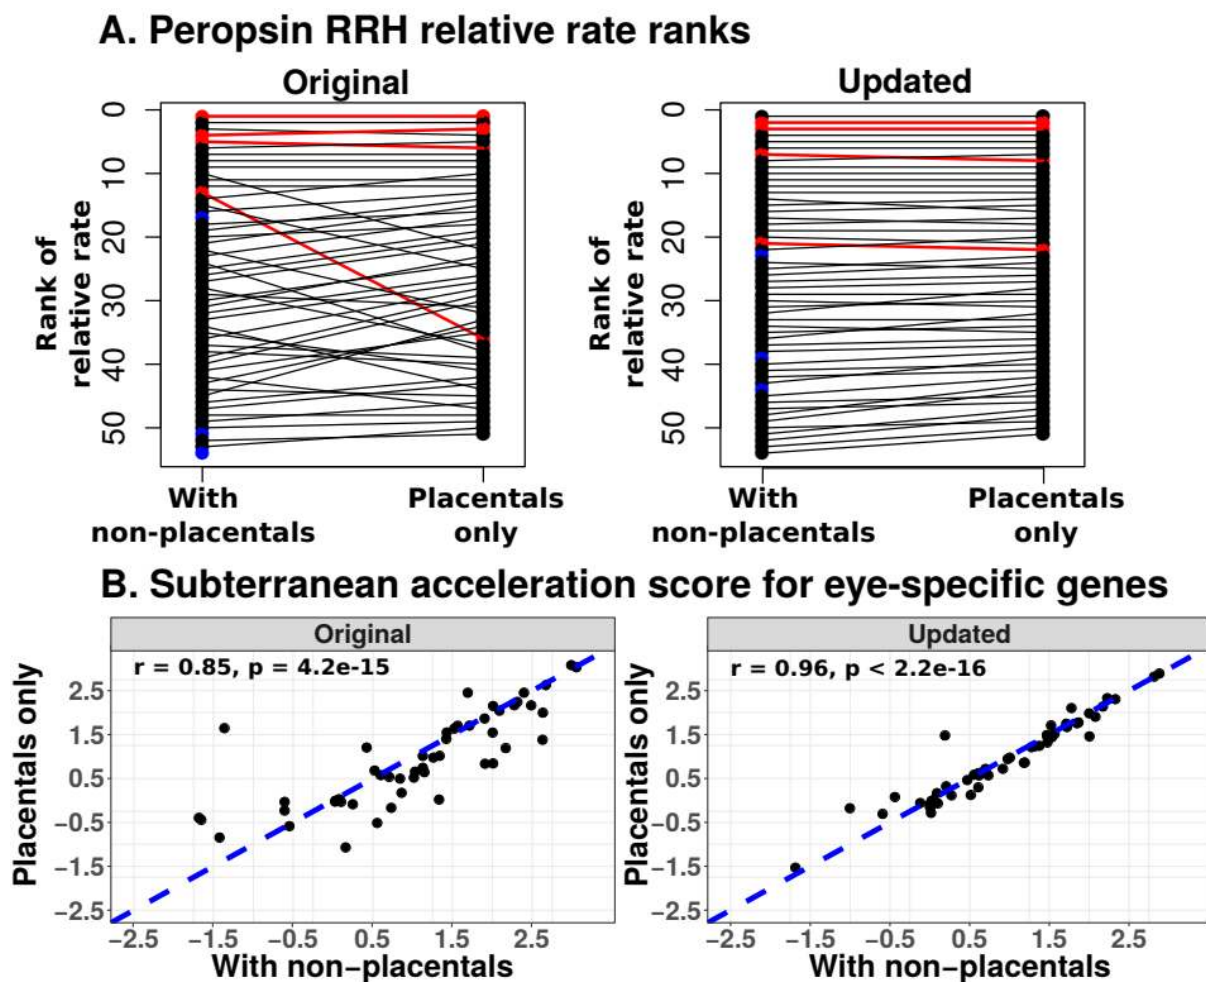 A. Peropsin RRH relative rate ranks
Original
Rank of
relative rate
0
10
20
30
40
50
With
non-placentals
Placentals
only
Updated
Rank of
relative rate
0
10
20
30
40
50
With
non-placentals
Placentals
only
B. Subterranean acceleration score for eye-specific genes
Original
r = 0.85, p = 4.2e-15
Placentals only
2.5
1.5
0.5
−0.5
−1.5
−2.5
−2.5 −1.5 −0.5 0.5 1.5 2.5
With non−placentals
Updated
r = 0.96, p < 2.2e-16
Placentals only
2.5
1.5
0.5
−0.5
−1.5
−2.5
−2.5 −1.5 −0.5 0.5 1.5 2.5
With non−placentals